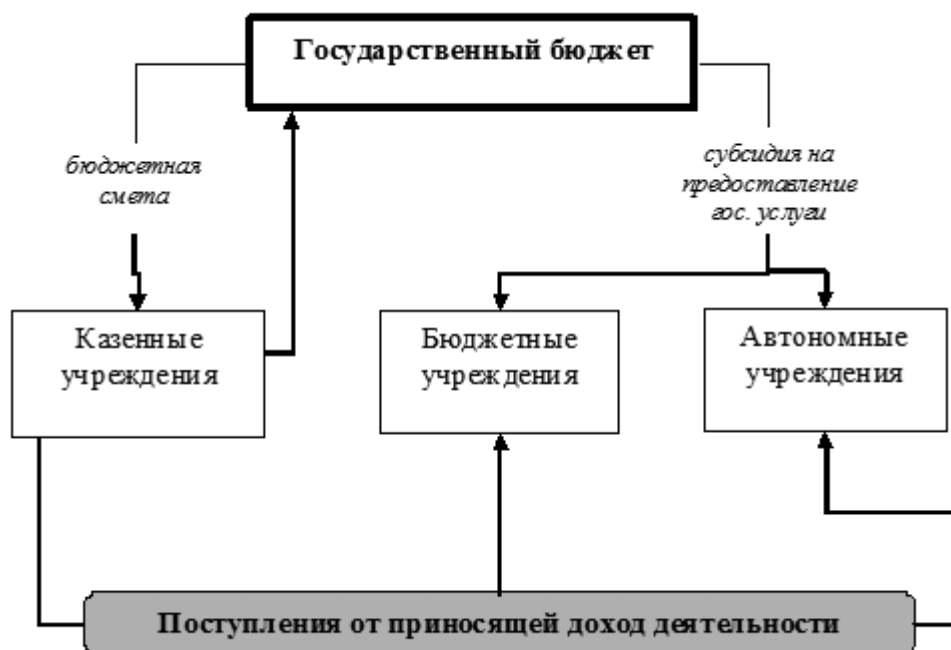 Государственный бюджет
бюджетная
смета
субсидия на
предоставление
гос. услуги
Казенные
учреждения
Бюджетные
учреждения
Автономные
учреждения
Поступления от приносящей доход деятельности